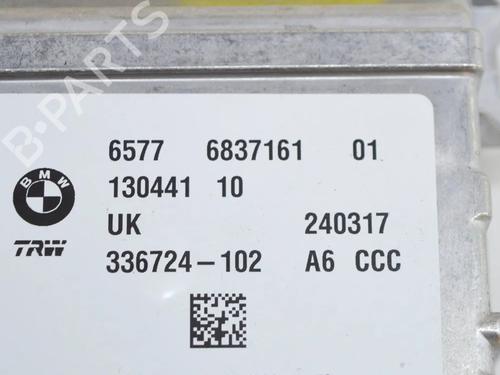 B-PARTS
6577 6837161 01
130441 10
BMW
UK 240317
TRW
336724-102 A6 CCC